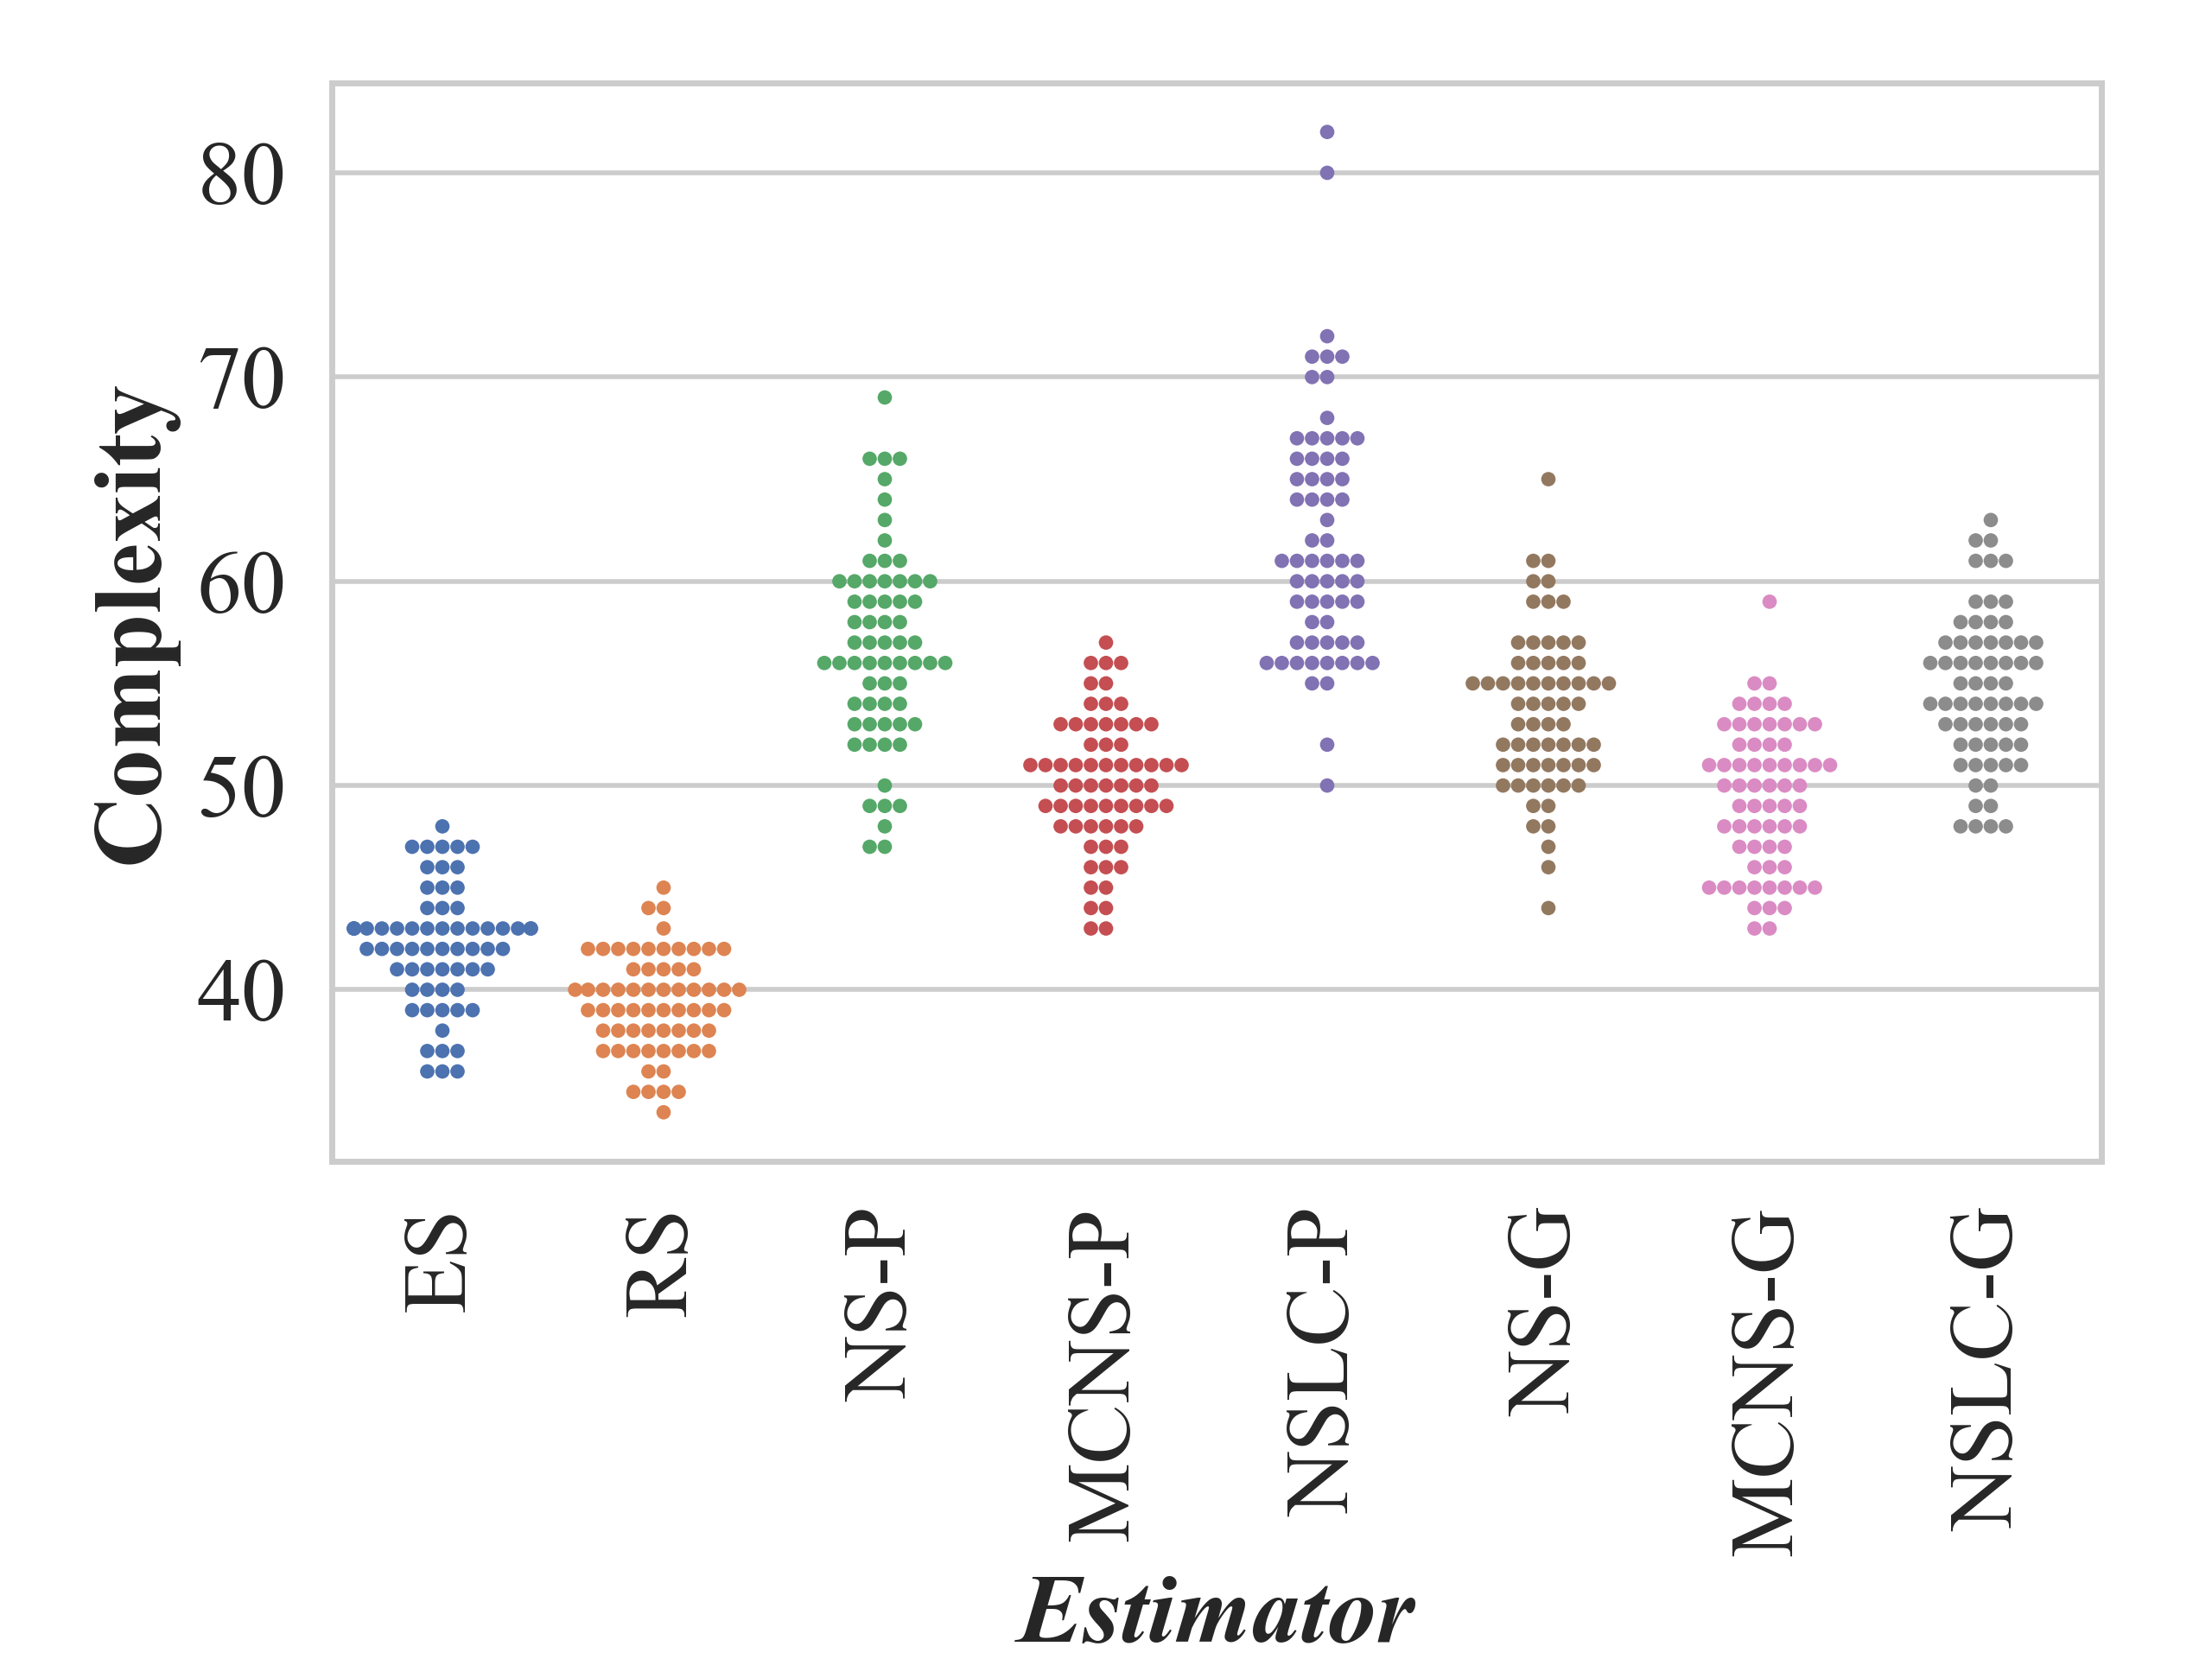 Complexity
80
70
60
50
40
ES
RS
NS-P
MCNS-P
NSLC-P
NS-G
MCNS-G
NSLC-G
Estimator